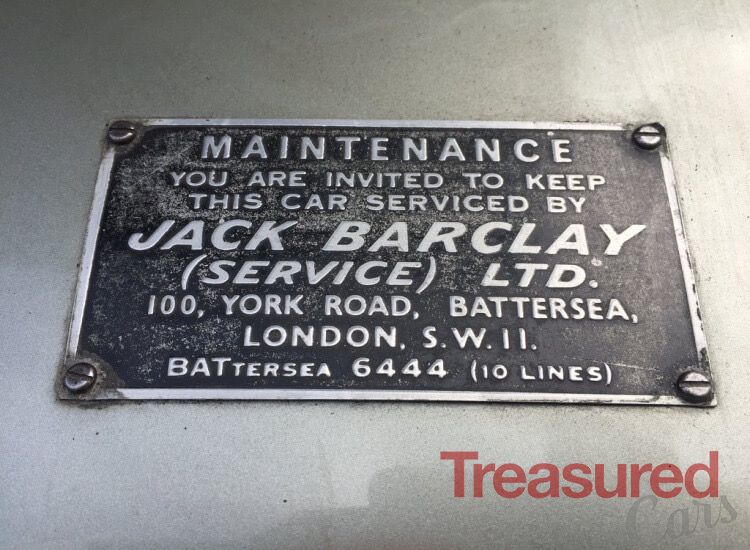 MAINTENANCE
YOU ARE INVITED TO KEEP
THIS CAR SERVICED BY
JACK BARCLAY
(SERVICE) LTD.
100, YORK ROAD, BATTERSEA,
LONDON, S.W.11.
BATTERSEA 6444 (10 LINES)
Treasured
Cars